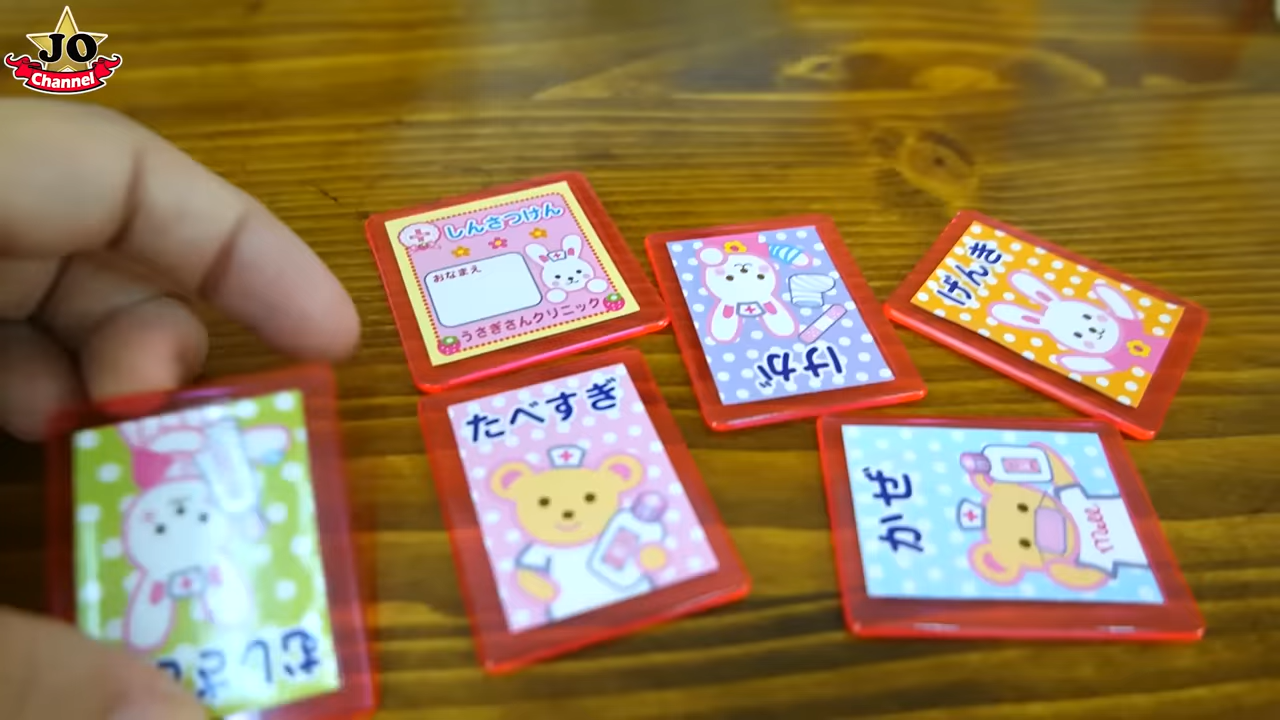 JO
Channel
しんさつけん
おなまえ
うさぎさんクリニック
けが
げんき
たべすぎ
かぜ
Mell